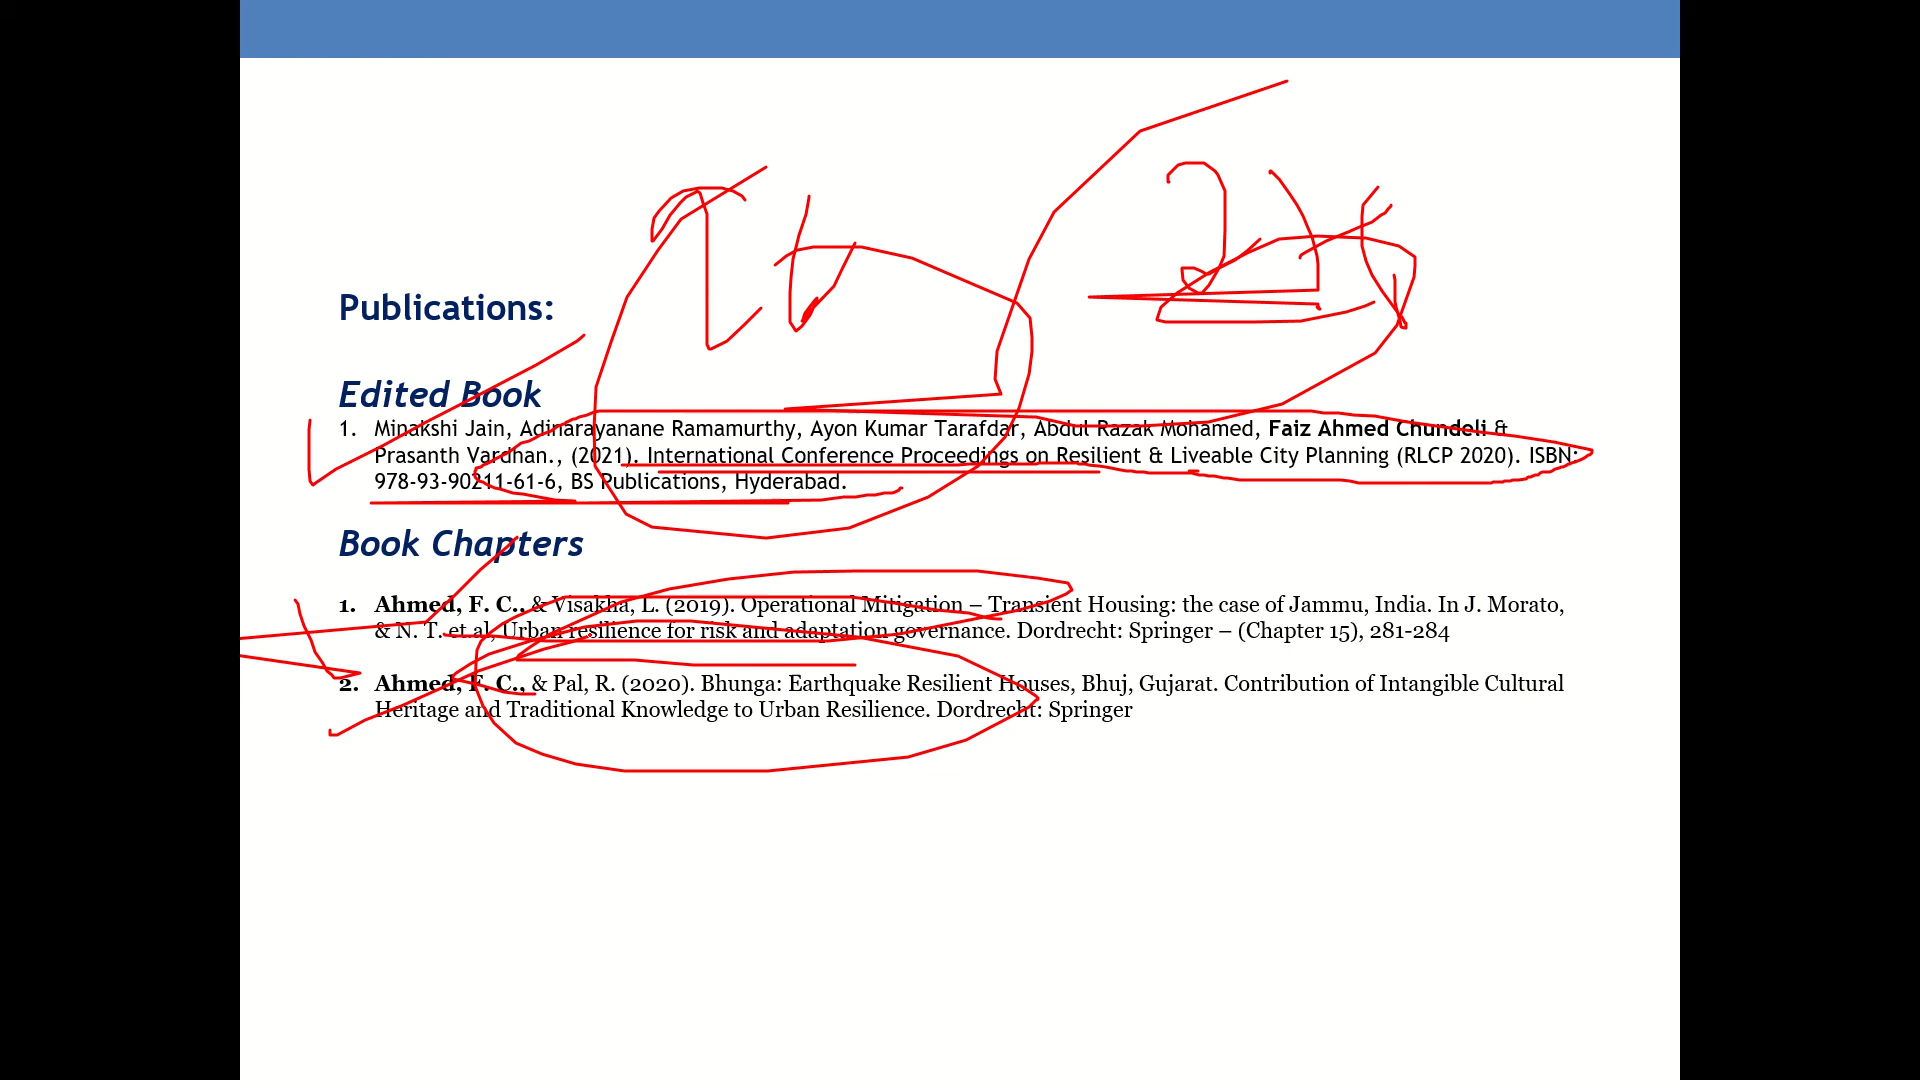 Publications:
Edited Book
1. Minakshi Jain, Adinarayanane Ramamurthy, Ayon Kumar Tarafdar, Abdul Razak Mohamed, Faiz Ahmed Chundeli &
Prasanth Vardhan., (2021). International Conference Proceedings on Resilient & Liveable City Planning (RLCP 2020). ISBN:
978-93-90211-61-6, BS Publications, Hyderabad.
Book Chapters
1. Ahmed, F. C., & Visakha, L. (2019). Operational Mitigation – Transient Housing: the case of Jammu, India. In J. Morato,
& N. T. et al, Urban resilience for risk and adaptation governance. Dordrecht: Springer – (Chapter 15), 281-284
2. Ahmed, F. C., & Pal, R. (2020). Bhunga: Earthquake Resilient Houses, Bhuj, Gujarat. Contribution of Intangible Cultural
Heritage and Traditional Knowledge to Urban Resilience. Dordrecht: Springer